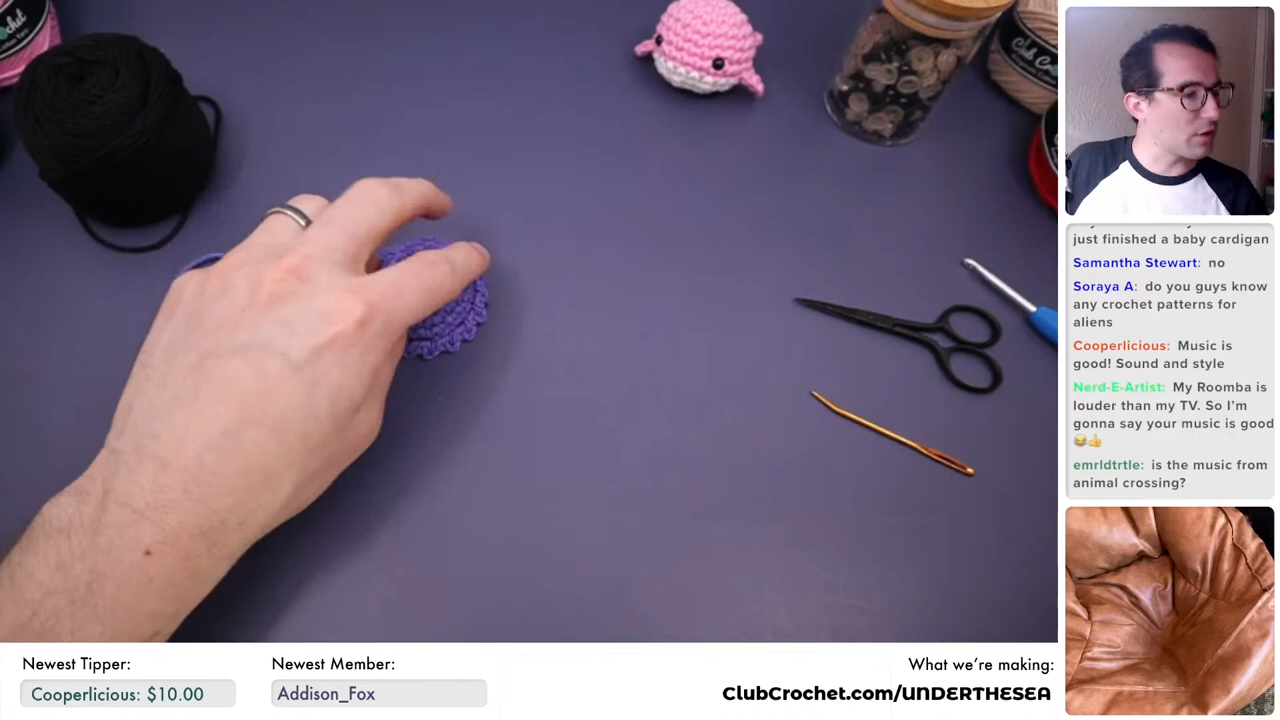 ochet
Club Cro
just finished a baby cardigan
Samantha Stewart: no
Soraya A: do you guys know
any crochet patterns for
aliens
Cooperlicious: Music is
good! Sound and style
Nerd-E-Artist: My Roomba is
louder than my TV. So I'm
gonna say your music is good
😂👍
emrldtrtle: is the music from
animal crossing?
Newest Tipper:
Cooperlicious: $10.00
Newest Member:
Addison_Fox
What we're making:
ClubCrochet.com/UNDERTHESEA